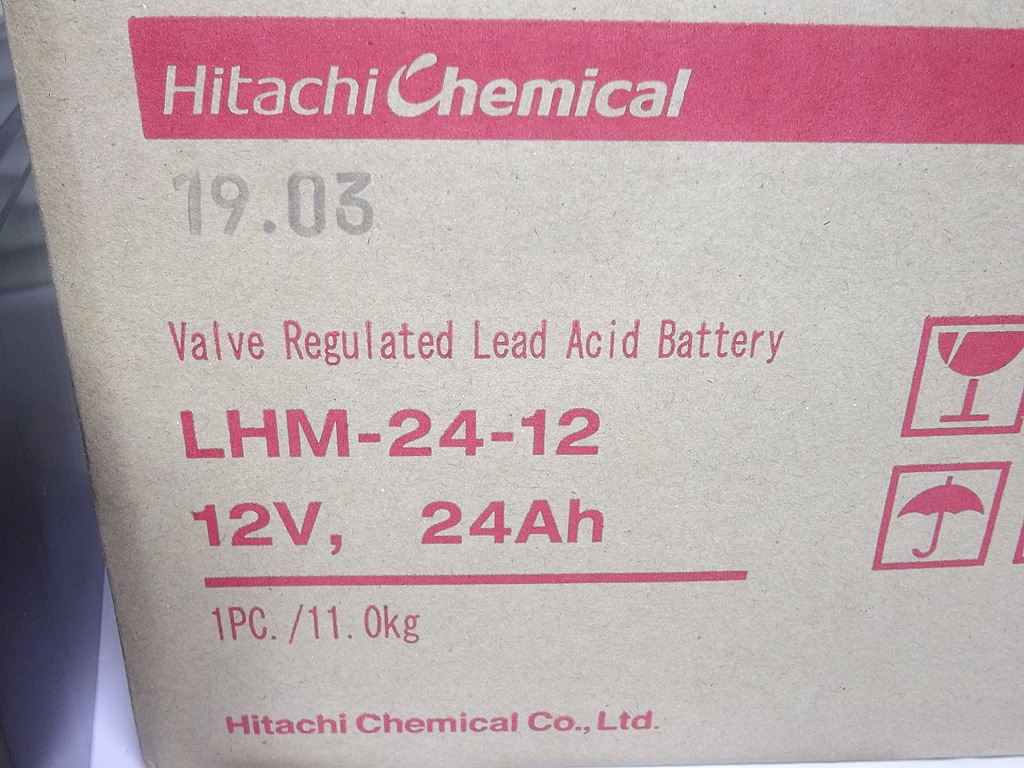 Hitachi Chemical
19.03
Valve Regulated Lead Acid Battery
LHM-24-12
12V, 24Ah
1PC./11.0kg
Hitachi Chemical Co., Ltd.